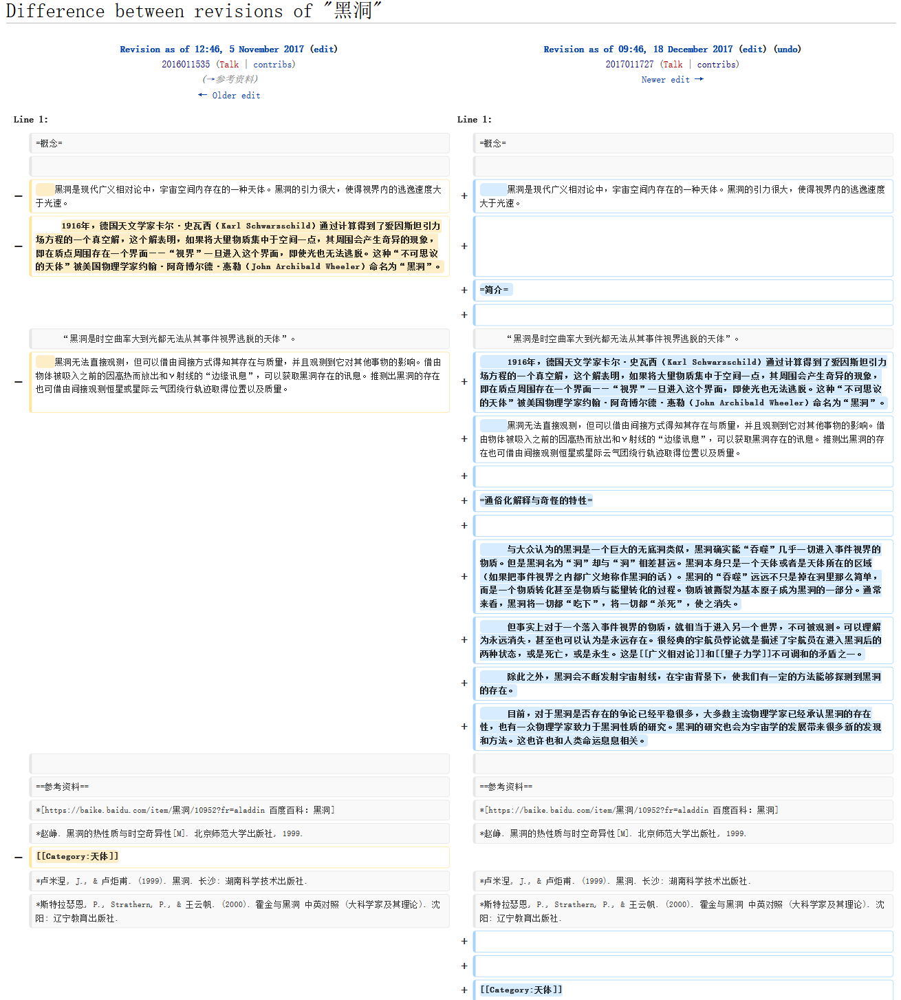 Difference between revisions of "黑洞"
Revision as of 12:46, 5 November 2017 (edit)
2016011535 (Talk | contribs)
(→参考资料)
← Older edit
Revision as of 09:46, 18 December 2017 (edit) (undo)
2017011727 (Talk | contribs)
Newer edit →
Line 1:
Line 1:
=概念=
=概念=
− 黑洞是现代广义相对论中，宇宙空间内存在的一种天体。黑洞的引力很大，使得视界内的逃逸速度大
于光速。
+ 黑洞是现代广义相对论中，宇宙空间内存在的一种天体。黑洞的引力很大，使得视界内的逃逸速度
大于光速。
− 1916年，德国天文学家卡尔·史瓦西（Karl Schwarzschild）通过计算得到了爱因斯坦引力
场方程的一个真空解，这个解表明，如果将大量物质集中于空间一点，其周围会产生奇异的现象，
即在质点周围存在一个界面——“视界”一旦进入这个界面，即使光也无法逃脱。这种“不可思议
的天体”被美国物理学家约翰·阿奇博尔德·惠勒（John Archibald Wheeler）命名为“黑洞”。
+
+ =简介=
+
“黑洞是时空曲率大到光都无法从其事件视界逃脱的天体”。
“黑洞是时空曲率大到光都无法从其事件视界逃脱的天体”。
− 黑洞无法直接观测，但可以借由间接方式得知其存在与质量，并且观测到它对其他事物的影响。借由
物体被吸入之前的因高热而放出和γ射线的“边缘讯息”，可以获取黑洞存在的讯息。推测出黑洞的存在
也可借由间接观测恒星或星际云气团绕行轨迹取得位置以及质量。
+ 1916年，德国天文学家卡尔·史瓦西（Karl Schwarzschild）通过计算得到了爱因斯坦引力
场方程的一个真空解，这个解表明，如果将大量物质集中于空间一点，其周围会产生奇异的现象，
即在质点周围存在一个界面——“视界”一旦进入这个界面，即使光也无法逃脱。这种“不可思议
的天体”被美国物理学家约翰·阿奇博尔德·惠勒（John Archibald Wheeler）命名为“黑洞”。
+ 黑洞无法直接观测，但可以借由间接方式得知其存在与质量，并且观测到它对其他事物的影响。借
由物体被吸入之前的因高热而放出和γ射线的“边缘讯息”，可以获取黑洞存在的讯息。推测出黑洞的存
在也可借由间接观测恒星或星际云气团绕行轨迹取得位置以及质量。
+
+ =通俗化解释与奇怪的特性=
+
+ 与大众认为的黑洞是一个巨大的无底洞类似，黑洞确实能“吞噬”几乎一切进入事件视界的
物质。但是黑洞名为“洞”却与“洞”相差甚远。黑洞本身只是一个天体或者是天体所在的区域
（如果把事件视界之内都广义地称作黑洞的话）。黑洞的“吞噬”远远不只是掉在洞里那么简单，
而是一个物质转化甚至是物质与能量转化的过程。物质被撕裂为基本原子成为黑洞的一部分。通常
来看，黑洞将一切都“吃下”，将一切都“杀死”，使之消失。
+ 但事实上对于一个落入事件视界的物质，就相当于进入另一个世界，不可被观测。可以理解
为永远消失，甚至也可以认为是永远存在。很经典的宇航员悖论就是描述了宇航员在进入黑洞后的
两种状态，或是死亡，或是永生。这是[[广义相对论]]和[[量子力学]]不可调和的矛盾之一。
+ 除此之外，黑洞会不断发射宇宙射线，在宇宙背景下，使我们有一定的方法能够探测到黑洞
的存在。
+ 目前，对于黑洞是否存在的争论已经平稳很多，大多数主流物理学家已经承认黑洞的存在
性，也有一众物理学家致力于黑洞性质的研究。黑洞的研究也会为宇宙学的发展带来很多新的发现
和方法。这也许也和人类命运息息相关。
==参考资料==
==参考资料==
*[https://baike.baidu.com/item/黑洞/10952?fr=aladdin 百度百科：黑洞]
*[https://baike.baidu.com/item/黑洞/10952?fr=aladdin 百度百科：黑洞]
*赵峥. 黑洞的热性质与时空奇异性[M]. 北京师范大学出版社, 1999.
*赵峥. 黑洞的热性质与时空奇异性[M]. 北京师范大学出版社, 1999.
− [[Category:天体]]
*卢米涅, J., & 卢炬甫. (1999). 黑洞. 长沙: 湖南科学技术出版社.
*卢米涅, J., & 卢炬甫. (1999). 黑洞. 长沙: 湖南科学技术出版社.
*斯特拉瑟恩, P., Strathern, P., & 王云帆. (2000). 霍金与黑洞 中英对照 (大科学家及其理论). 沈
阳: 辽宁教育出版社.
*斯特拉瑟恩, P., Strathern, P., & 王云帆. (2000). 霍金与黑洞 中英对照 (大科学家及其理论). 沈
阳: 辽宁教育出版社.
+
+
+ [[Category:天体]]